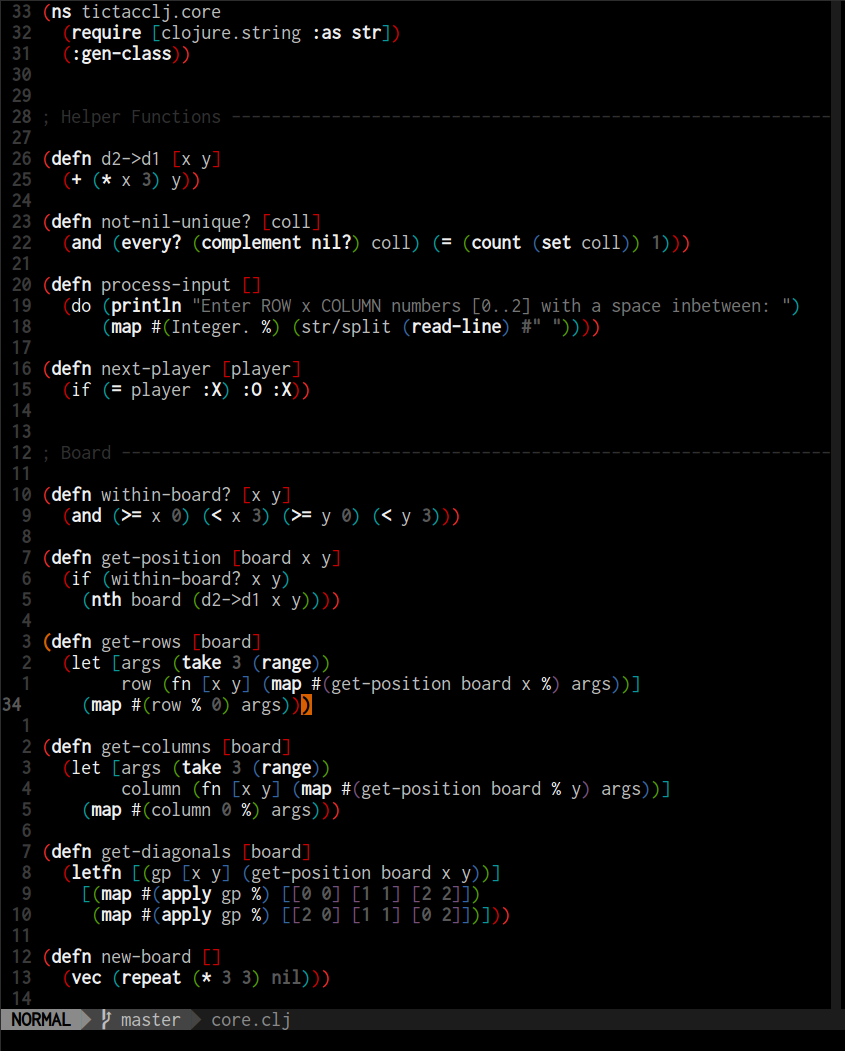 33 (ns tictacclj.core
32   (require [clojure.string :as str])
31   (:gen-class))
30
29
28 ; Helper Functions ------------------------------------------------------------
27
26 (defn d2->d1 [x y]
25   (+ (* x 3) y))
24
23 (defn not-nil-unique? [coll]
22   (and (every? (complement nil?) coll) (= (count (set coll)) 1)))
21
20 (defn process-input []
19   (do (println "Enter ROW x COLUMN numbers [0..2] with a space inbetween: ")
18       (map #(Integer. %) (str/split (read-line) #" "))))
17
16 (defn next-player [player]
15   (if (= player :X) :O :X))
14
13
12 ; Board -----------------------------------------------------------------------
11
10 (defn within-board? [x y]
9   (and (>= x 0) (< x 3) (>= y 0) (< y 3)))
8
7 (defn get-position [board x y]
6   (if (within-board? x y)
5     (nth board (d2->d1 x y))))
4
3 (defn get-rows [board]
2   (let [args (take 3 (range))
1         row (fn [x y] (map #(get-position board x %) args))]
34     (map #(row % 0) args)))
1
2 (defn get-columns [board]
3   (let [args (take 3 (range))
4         column (fn [x y] (map #(get-position board % y) args))]
5     (map #(column 0 %) args)))
6
7 (defn get-diagonals [board]
8   (letfn [(gp [x y] (get-position board x y))]
9     [(map #(apply gp %) [[0 0] [1 1] [2 2]])
10      (map #(apply gp %) [[2 0] [1 1] [0 2]])]))
11
12 (defn new-board []
13   (vec (repeat (* 3 3) nil)))
14
NORMAL master core.clj